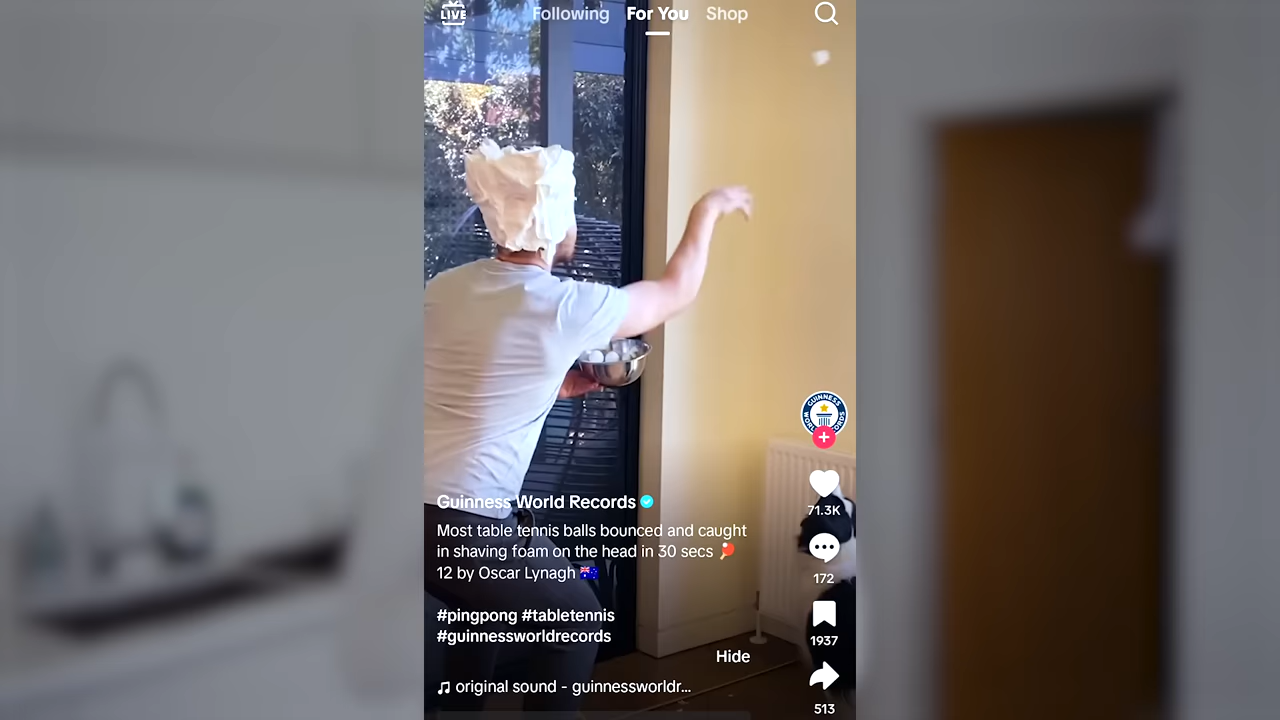 LIVE
Following For You Shop
GUINNESS
Guinness World Records
Most table tennis balls bounced and caught
in shaving foam on the head in 30 secs 🏓
12 by Oscar Lynagh 🇦🇺
#pingpong #tabletennis
#guinnessworldrecords
Hide
original sound - guinnessworldr...
71.3K
172
1937
513